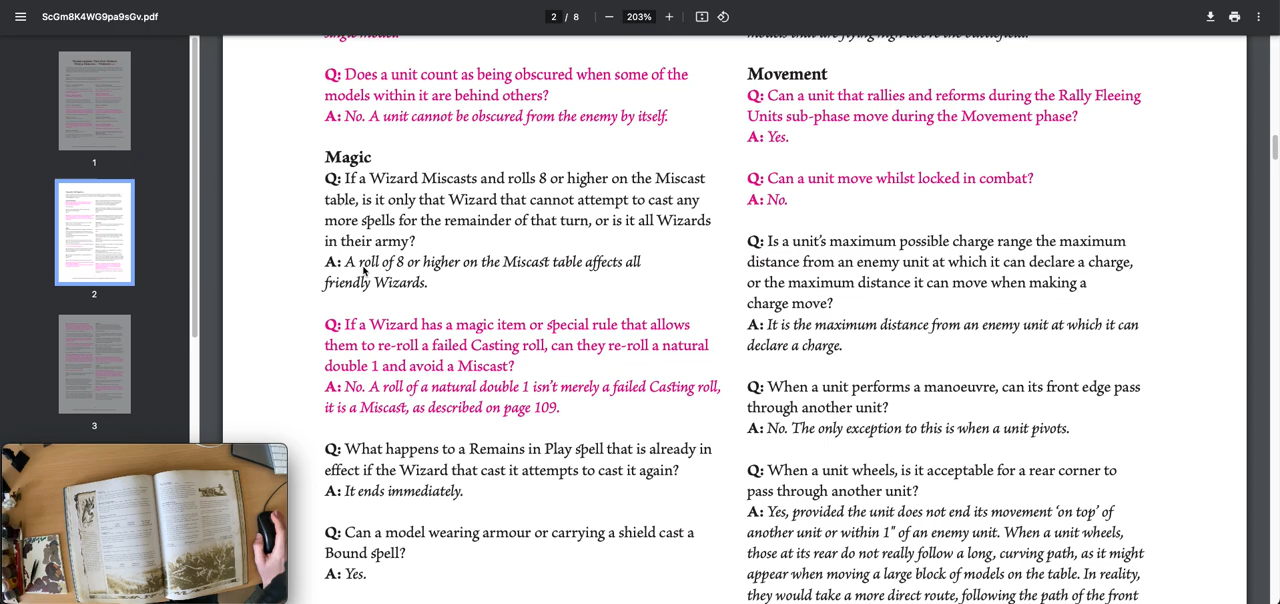 ScGm8K4WG9pa9sGv.pdf
2 / 8
203%
1
2
3
single model.
Q: Does a unit count as being obscured when some of the
models within it are behind others?
A: No. A unit cannot be obscured from the enemy by itself.
Magic
Q: If a Wizard Miscasts and rolls 8 or higher on the Miscast
table, is it only that Wizard that cannot attempt to cast any
more spells for the remainder of that turn, or is it all Wizards
in their army?
A: A roll of 8 or higher on the Miscast table affects all
friendly Wizards.
Q: If a Wizard has a magic item or special rule that allows
them to re-roll a failed Casting roll, can they re-roll a natural
double 1 and avoid a Miscast?
A: No. A roll of a natural double 1 isn't merely a failed Casting roll,
it is a Miscast, as described on page 109.
Q: What happens to a Remains in Play spell that is already in
effect if the Wizard that cast it attempts to cast it again?
A: It ends immediately.
Q: Can a model wearing armour or carrying a shield cast a
Bound spell?
A: Yes.
models that are flying high above the battlefield.
Movement
Q: Can a unit that rallies and reforms during the Rally Fleeing
Units sub-phase move during the Movement phase?
A: Yes.
Q: Can a unit move whilst locked in combat?
A: No.
Q: Is a unit's maximum possible charge range the maximum
distance from an enemy unit at which it can declare a charge,
or the maximum distance it can move when making a
charge move?
A: It is the maximum distance from an enemy unit at which it can
declare a charge.
Q: When a unit performs a manoeuvre, can its front edge pass
through another unit?
A: No. The only exception to this is when a unit pivots.
Q: When a unit wheels, is it acceptable for a rear corner to
pass through another unit?
A: Yes, provided the unit does not end its movement 'on top' of
another unit or within 1" of an enemy unit. When a unit wheels,
those at its rear do not really follow a long, curving path, as it might
appear when moving a large block of models on the table. In reality,
they would take a more direct route, following the path of the front